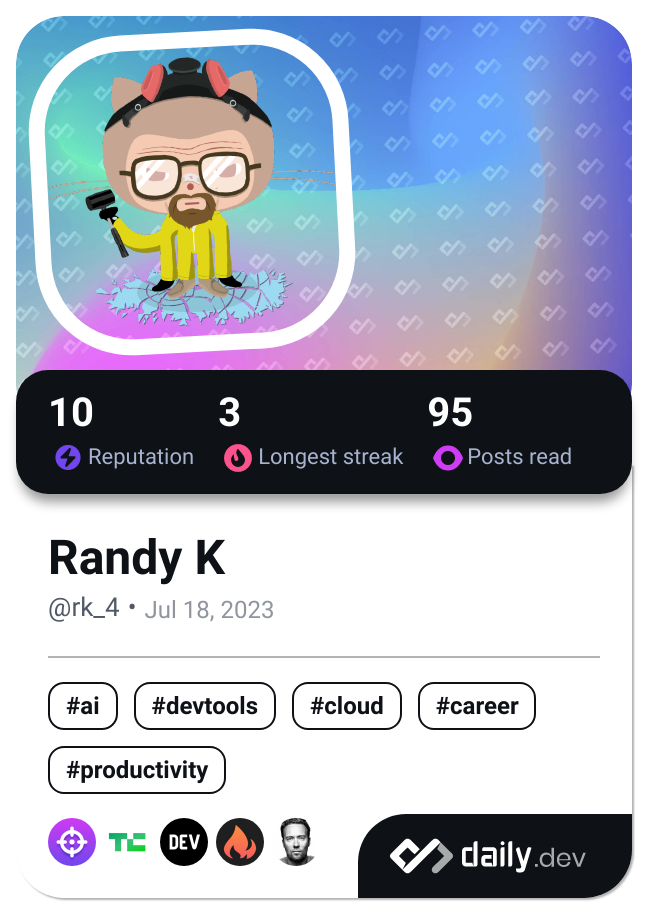 10 3 95
Reputation Longest streak Posts read
Randy K
@rk_4 • Jul 18, 2023
#ai #devtools #cloud #career
#productivity
TC DEV
daily.dev